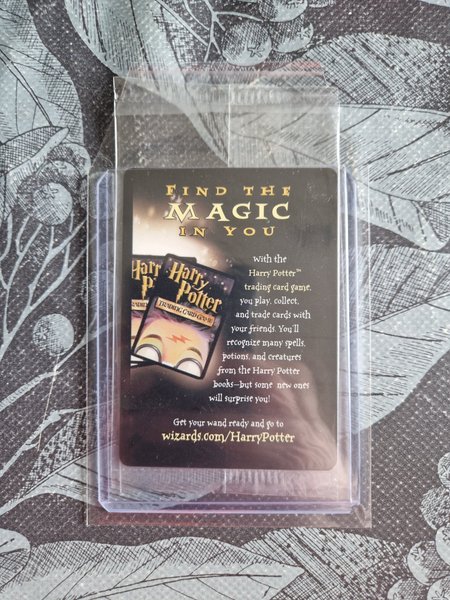 FIND THE
MAGIC
IN YOU
With the
Harry Potter™
trading card game,
you play, collect,
and trade cards with
your friends. You'll
recognize many spells,
potions, and creatures
from the Harry Potter
books—but some new ones
will surprise you!
Get your wand ready and go to
wizards.com/HarryPotter
Harry
Potter
TRADING CARD GAME
Harr
P